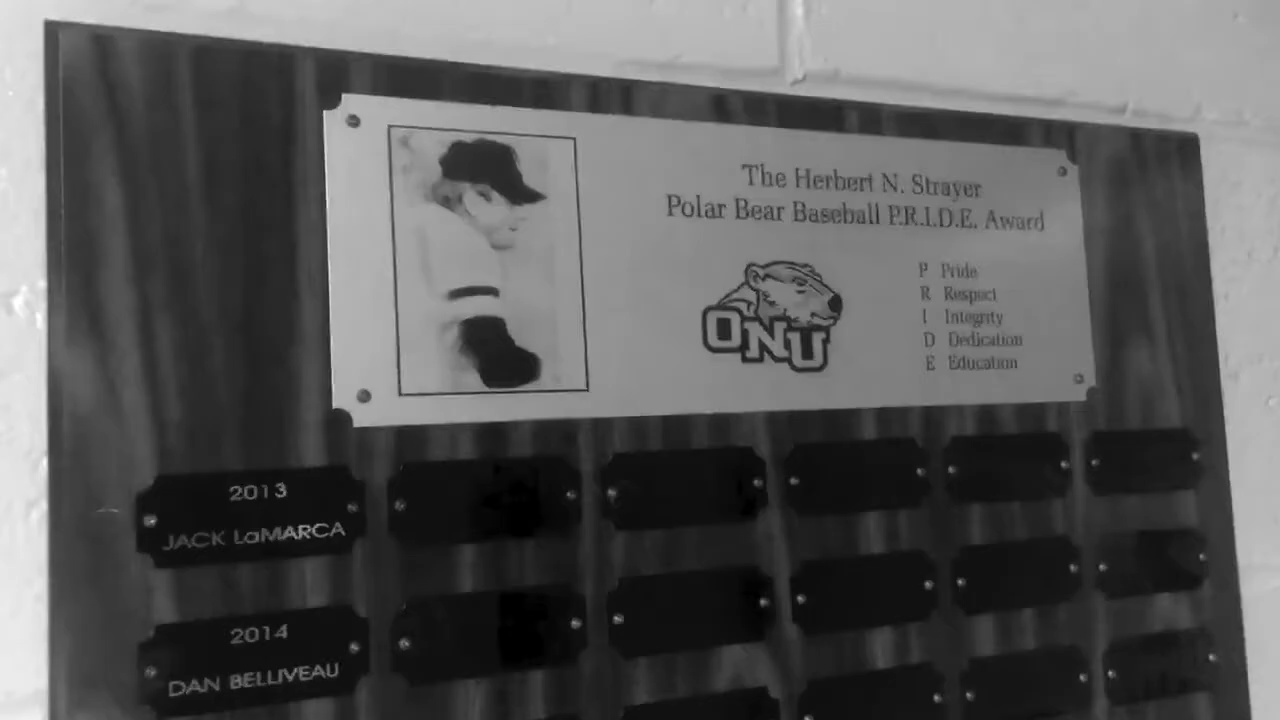 The Herbert N. Strayer
Polar Bear Baseball P.R.I.D.E. Award
ONU
P Pride
R Respect
I Integrity
D Dedication
E Education
2013
JACK LaMARCA
2014
DAN BELLIVEAU